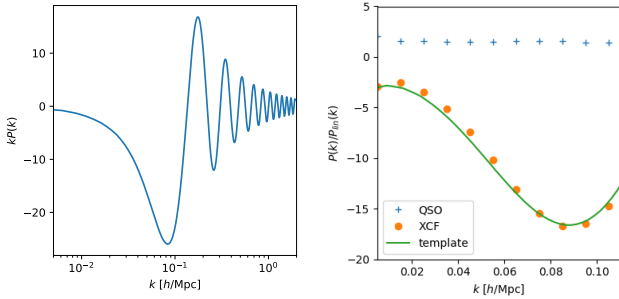 10
0
−10
−20
kP(k)
10⁻²
10⁻¹
10⁰
k [h/Mpc]
5
0
−5
−10
−15
−20
P(k)/Pₗᵢₙ(k)
QSO
XCF
template
0.02
0.04
0.06
0.08
0.10
k [h/Mpc]